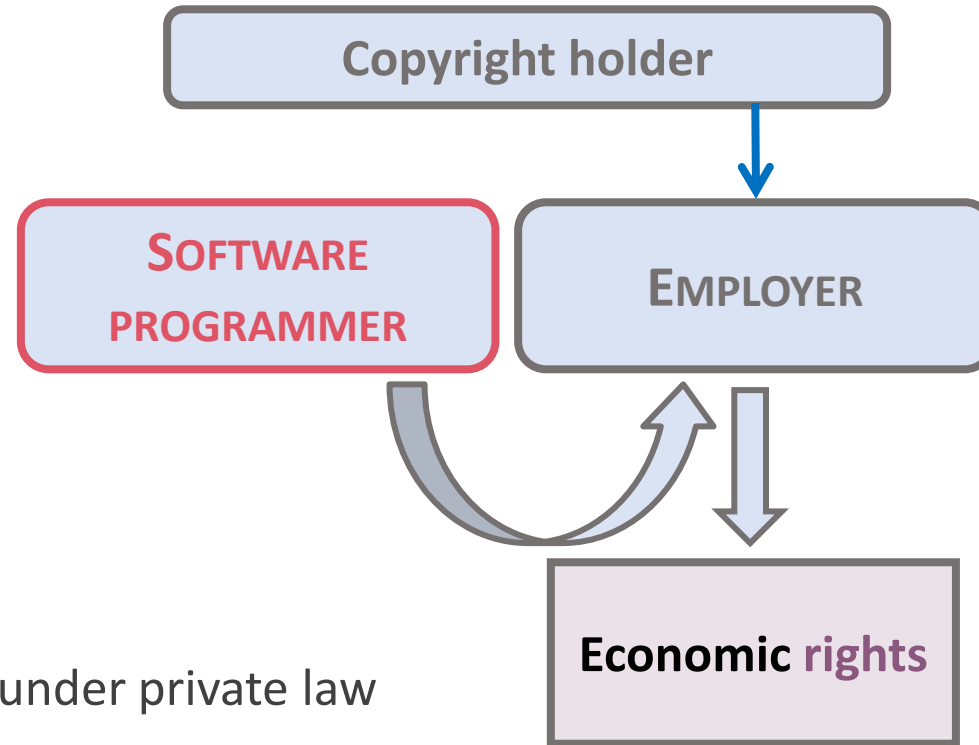 Copyright holder
SOFTWARE
PROGRAMMER
EMPLOYER
Economic rights
under private law